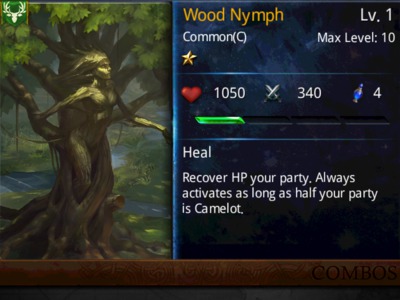 Wood Nymph Lv. 1
Common(C) Max Level: 10
1050 340 4
Heal
Recover HP your party. Always
activates as long as half your party
is Camelot.
COMBOS